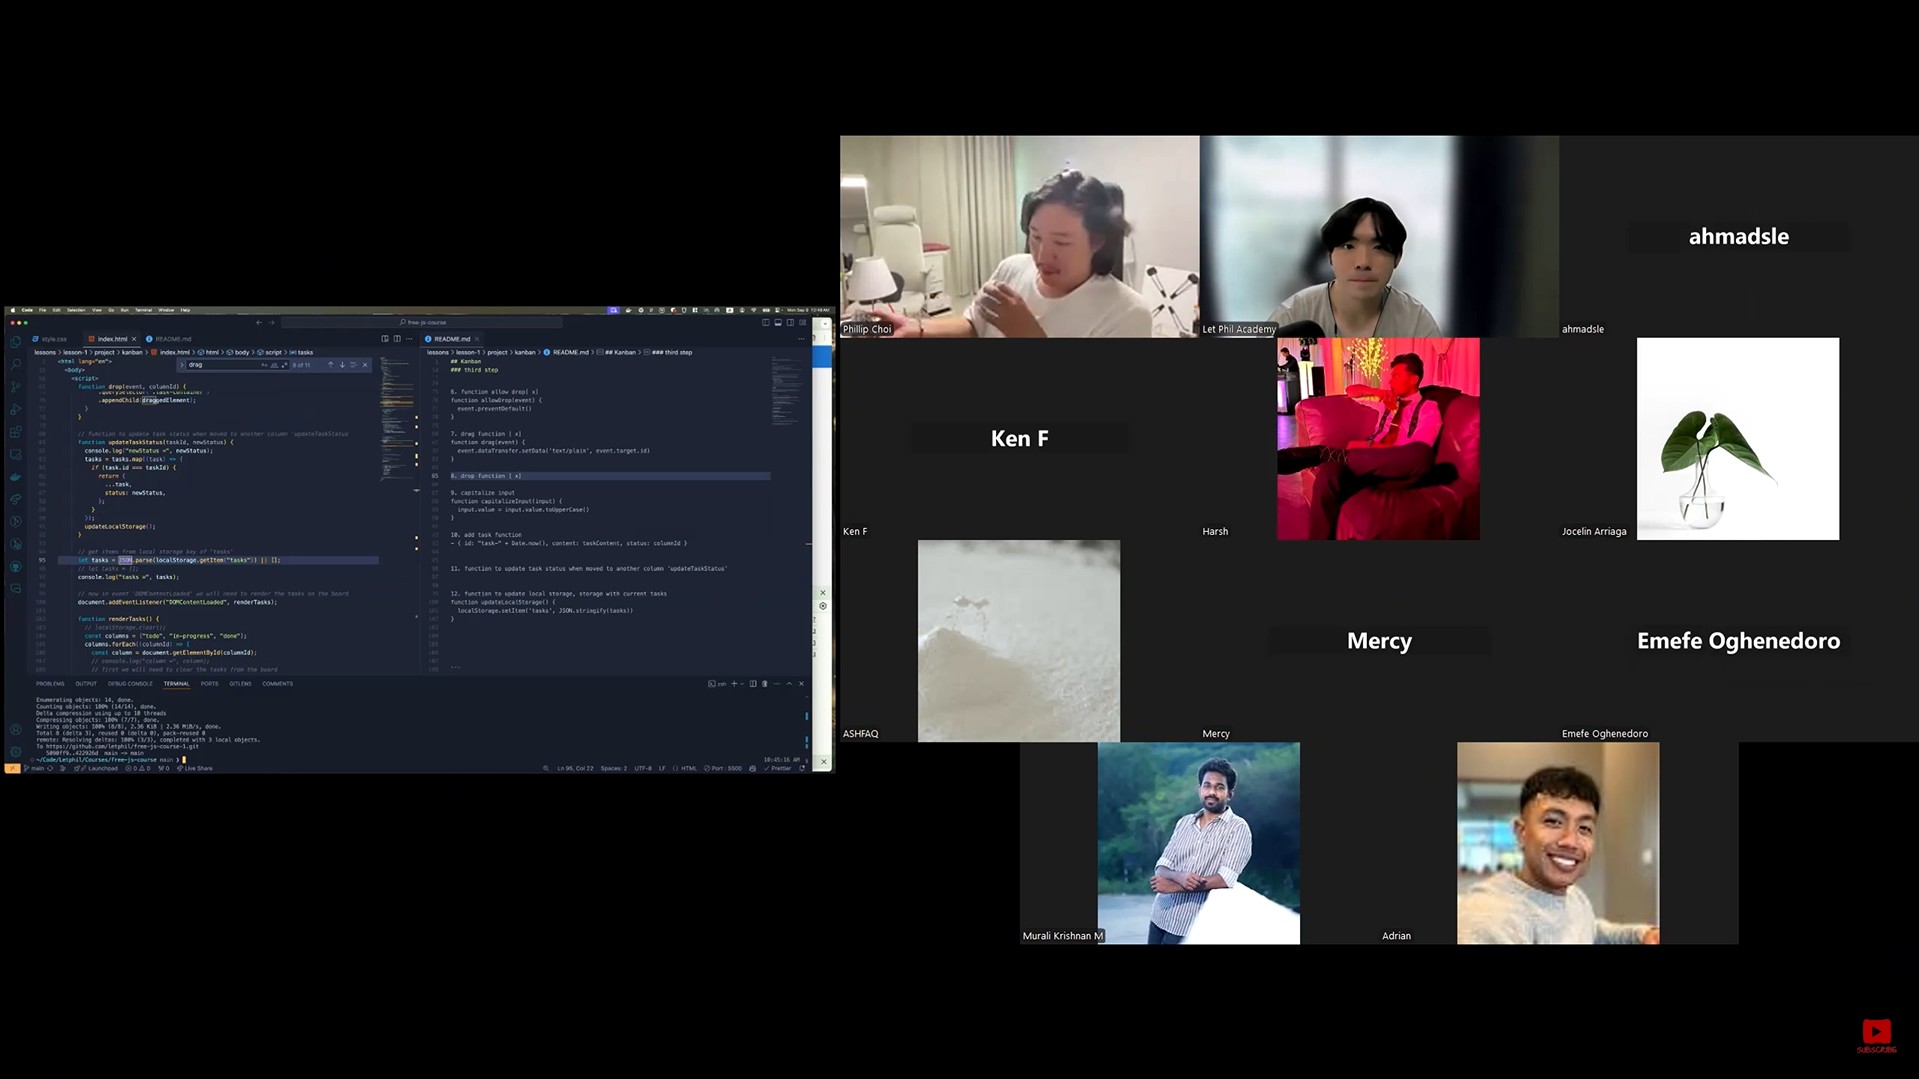 Code File Edit Selection View Go Run Terminal Window Help
free-js-course
style.css index.html README.md
lessons > lesson-1 > project > kanban > index.html > html > body > script > tasks
drag
8 of 11
<html lang="en">
<body>
<script>
function drop(event, columnId) {
.appendChild(draggedElement);
}
// function to update task status when moved to another column 'updateTaskStatus
function updateTaskStatus(taskId, newStatus) {
console.log("newStatus =", newStatus);
tasks = tasks.map((task) => {
if (task.id === taskId) {
return {
...task,
status: newStatus,
};
}
});
updateLocalStorage();
}
// get items from local storage key of 'tasks'
95 let tasks = JSON.parse(localStorage.getItem("tasks")) || [];
// let tasks = [];
console.log("tasks =", tasks);
// now in event 'DOMContentLoaded' we will need to render the tasks on the board
document.addEventListener("DOMContentLoaded", renderTasks);
function renderTasks() {
// localStorage.clear();
const columns = ["todo", "in-progress", "done"];
columns.forEach((columnId) => {
const column = document.getElementById(columnId);
// console.log("column =", column);
// first we will need to clear the tasks from the board
README.md
lessons > lesson-1 > project > kanban > README.md > ## Kanban > ### third step
## Kanban
### third step
6. function allow drop[ x]
function allowDrop(event) {
event.preventDefault()
}
7. drag function [ x]
function drag(event) {
event.dataTransfer.setData('text/plain', event.target.id)
}
8. drop function [ x]
9. capitalize input
function capitalizeInput(input) {
input.value = input.value.toUpperCase()
}
10. add task function
- { id: "task-" + Date.now(), content: taskContent, status: columnId }
11. function to update task status when moved to another column 'updateTaskStatus'
12. function to update local storage, storage with current tasks
function updateLocalStorage() {
localStorage.setItem('tasks', JSON.stringify(tasks))
}
PROBLEMS OUTPUT DEBUG CONSOLE TERMINAL PORTS GITLENS COMMENTS
zsh
Enumerating objects: 14, done.
Counting objects: 100% (14/14), done.
Delta compression using up to 10 threads
Compressing objects: 100% (7/7), done.
Writing objects: 100% (8/8), 2.36 KiB | 2.36 MiB/s, done.
Total 8 (delta 3), reused 0 (delta 0), pack-reused 0
remote: Resolving deltas: 100% (3/3), completed with 3 local objects.
To https://github.com/letphil/free-js-course-1.git
main -> main
~/Code/Letphil/Courses/free-js-course main
10:45:16 AM
main Launchpad Live Share Ln 95, Col 22 Spaces: 2 UTF-8 LF HTML Port : 5500 Prettier
Phillip Choi
Let Phil Academy
ahmadsle
ahmadsle
Ken F
Ken F
Harsh
Jocelin Arriaga
ASHFAQ
Mercy
Mercy
Emefe Oghenedoro
Emefe Oghenedoro
Murali Krishnan M
Adrian
SUBSCRIBE